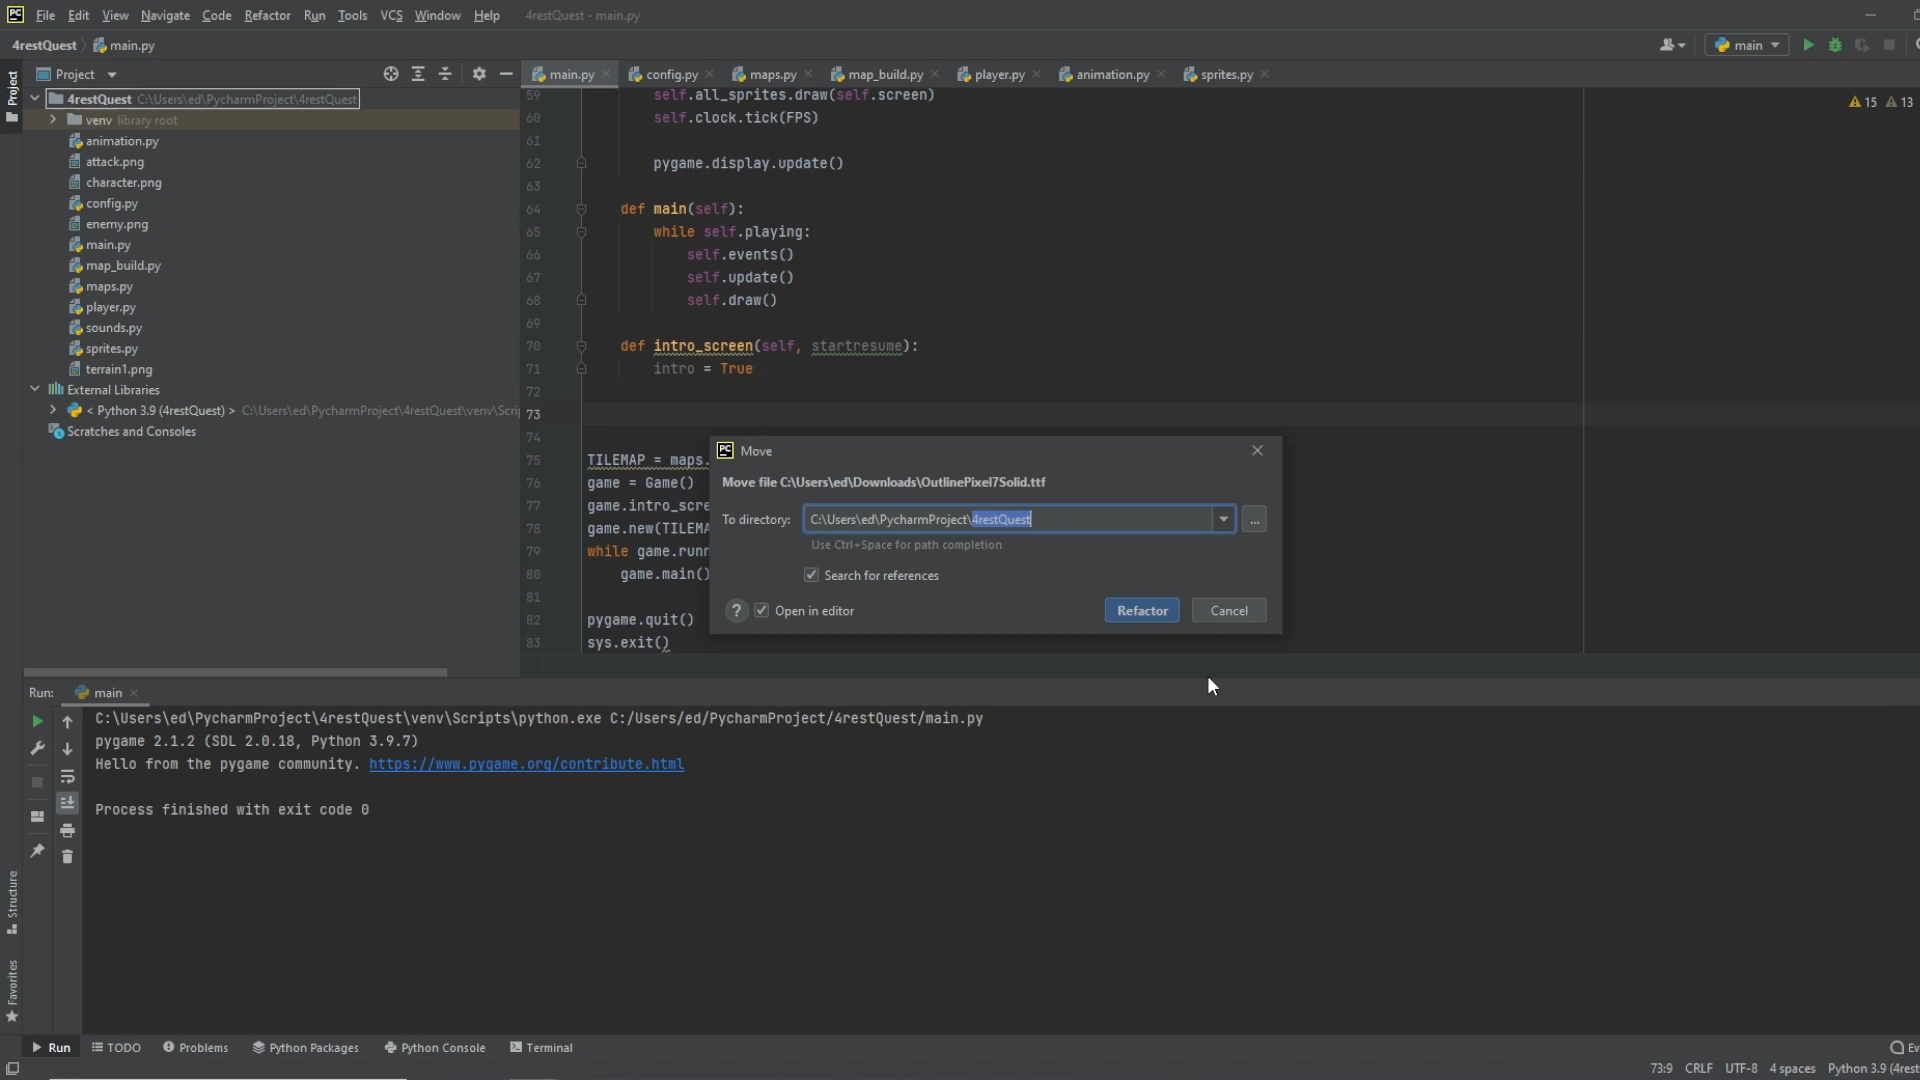 PC File Edit View Navigate Code Refactor Run Tools VCS Window Help 4restQuest - main.py
4restQuest main.py
main
Project
Project
main.py config.py maps.py map_build.py player.py animation.py sprites.py
4restQuest C:\Users\ed\PycharmProject\4restQuest
venv library root
animation.py
attack.png
character.png
config.py
enemy.png
main.py
map_build.py
maps.py
player.py
sounds.py
sprites.py
terrain1.png
External Libraries
< Python 3.9 (4restQuest) > C:\Users\ed\PycharmProject\4restQuest\venv\Scri
Scratches and Consoles
15 13
59 self.all_sprites.draw(self.screen)
60 self.clock.tick(FPS)
61
62 pygame.display.update()
63
64 def main(self):
65 while self.playing:
66 self.events()
67 self.update()
68 self.draw()
69
70 def intro_screen(self, startresume):
71 intro = True
72
73
74
75 TILEMAP = maps.
76 game = Game()
77 game.intro_scre
78 game.new(TILEMA
79 while game.runn
80 game.main()
81
82 pygame.quit()
83 sys.exit()
PC Move
Move file C:\Users\ed\Downloads\OutlinePixel7Solid.ttf
To directory: C:\Users\ed\PycharmProject\4restQuest ...
Use Ctrl+Space for path completion
Search for references
? Open in editor Refactor Cancel
Run: main
C:\Users\ed\PycharmProject\4restQuest\venv\Scripts\python.exe C:/Users/ed/PycharmProject/4restQuest/main.py
pygame 2.1.2 (SDL 2.0.18, Python 3.9.7)
Hello from the pygame community. https://www.pygame.org/contribute.html
Process finished with exit code 0
Structure
Favorites
Run TODO Problems Python Packages Python Console Terminal Ev
73:9 CRLF UTF-8 4 spaces Python 3.9 (4rest